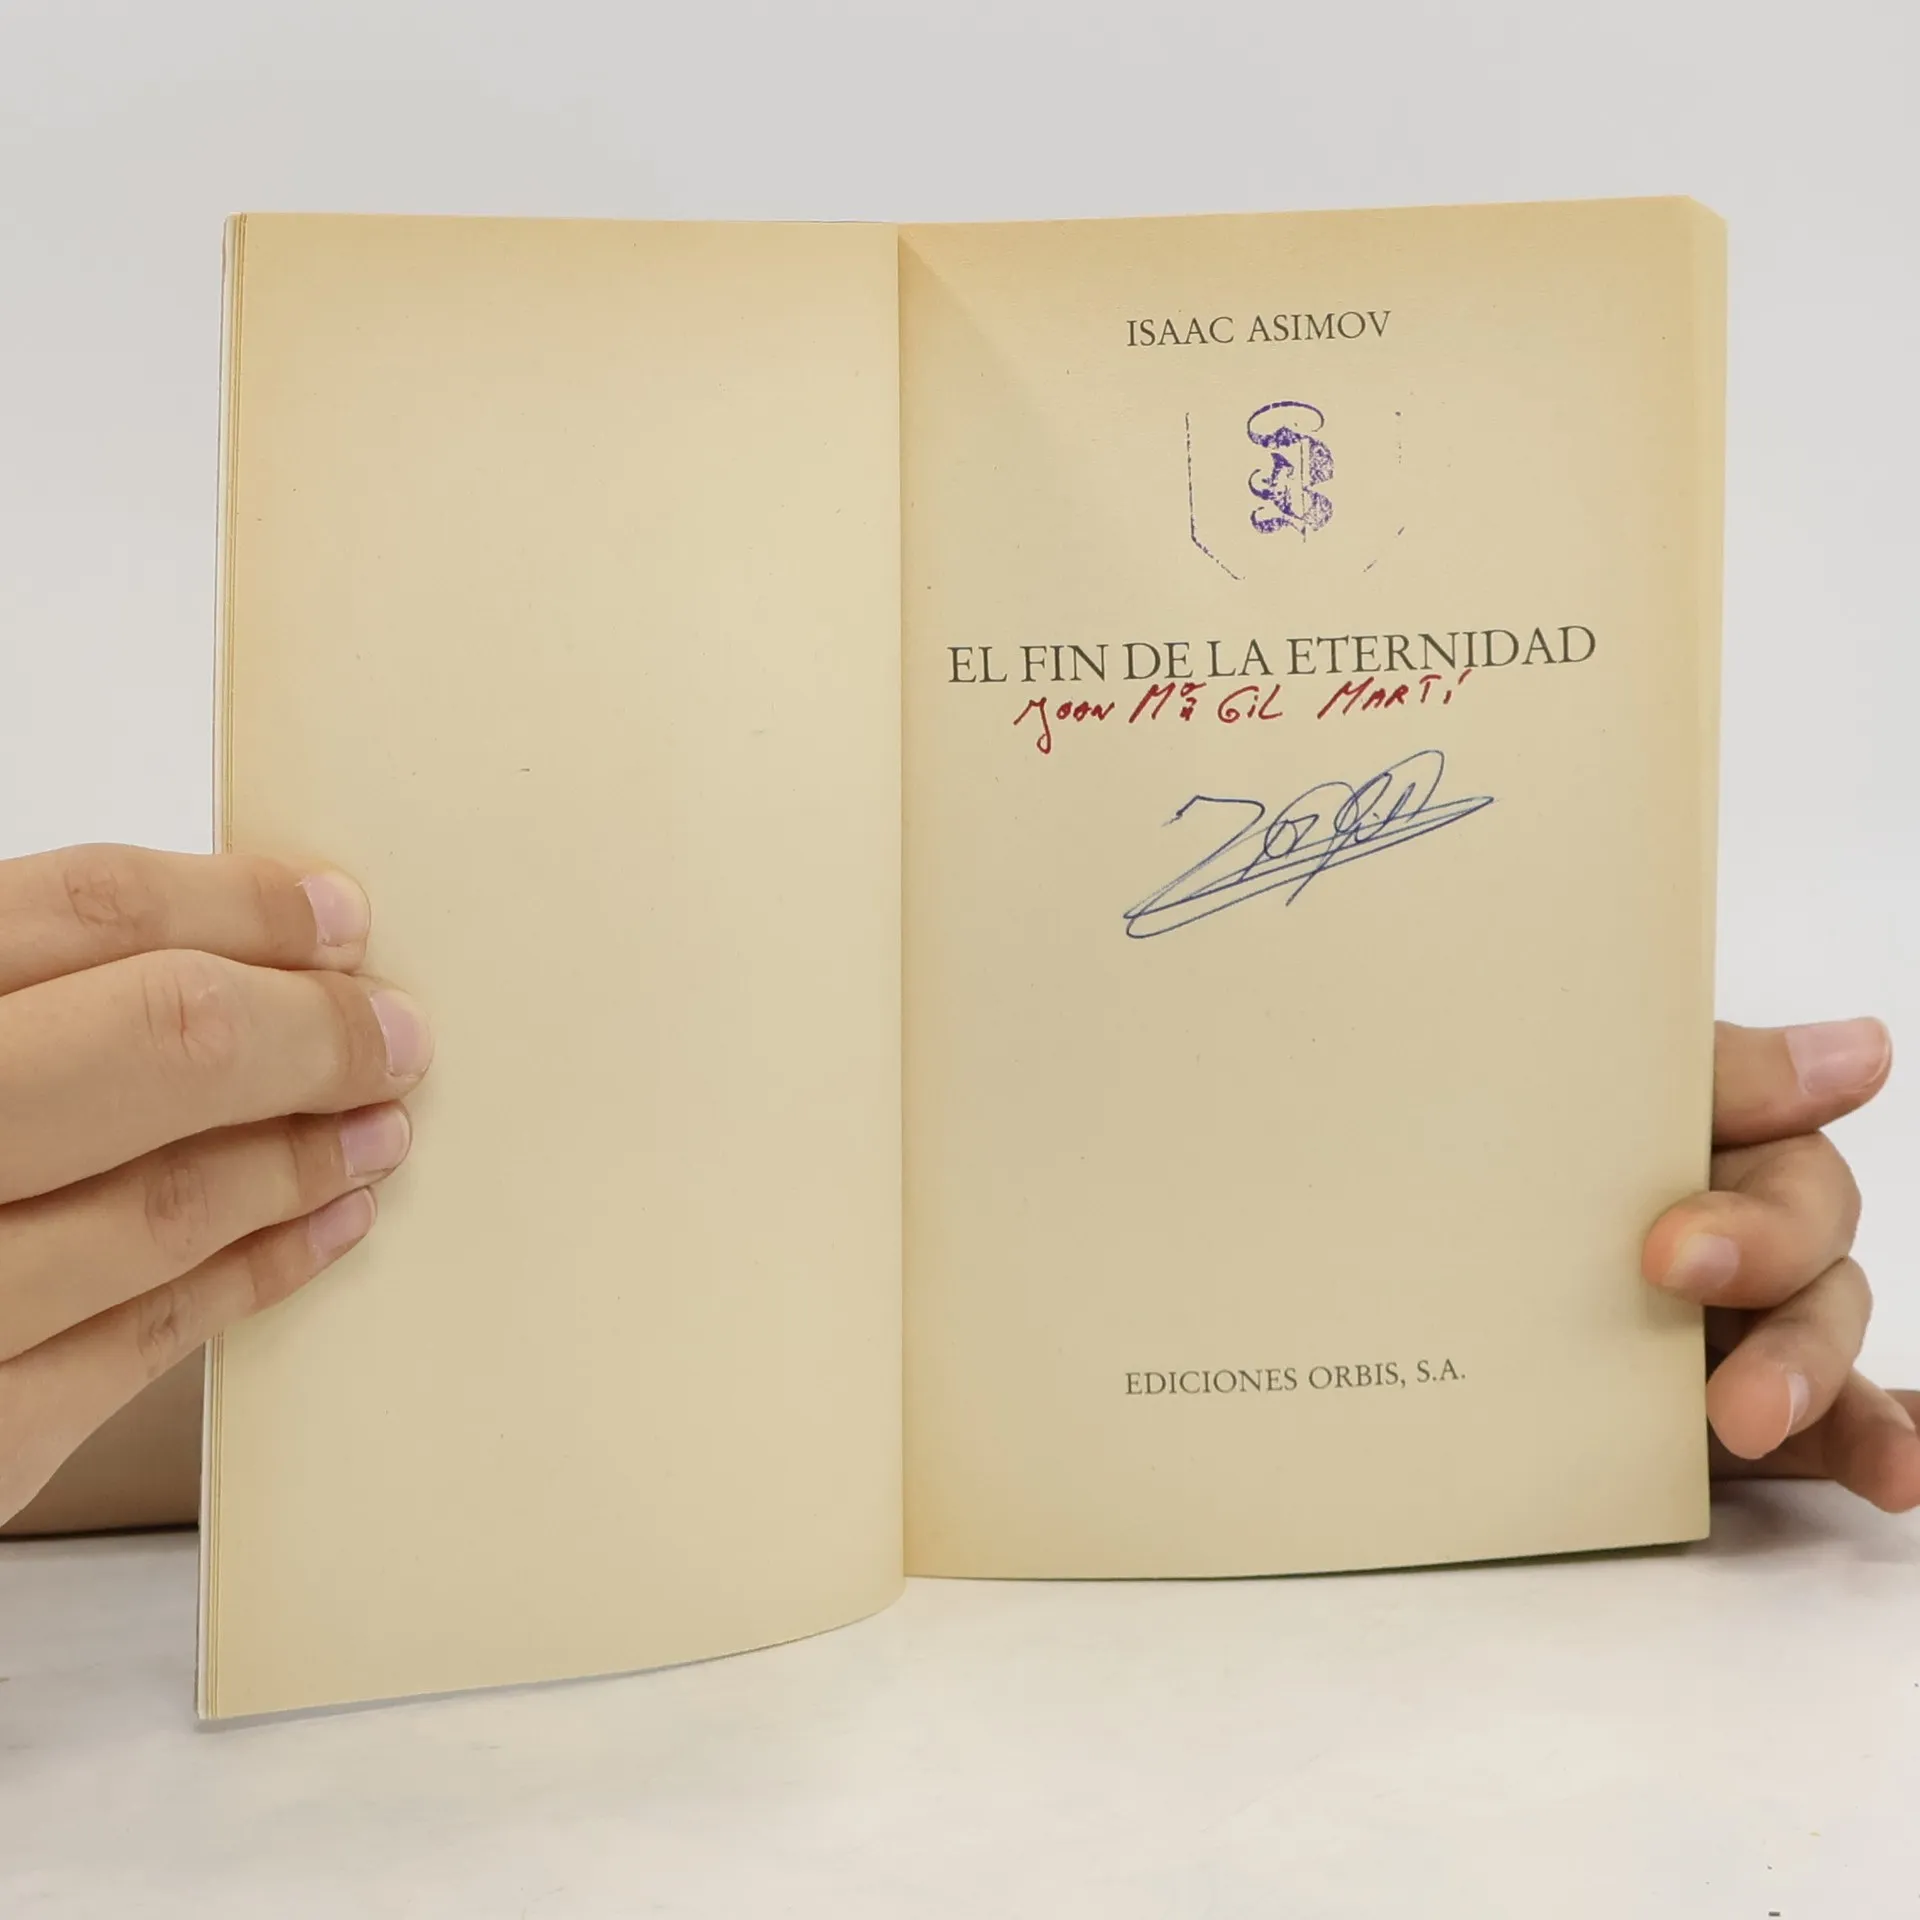 ISAAC ASIMOV
EL FIN DE LA ETERNIDAD
Joan Mª Gil Martí
EDICIONES ORBIS, S.A.